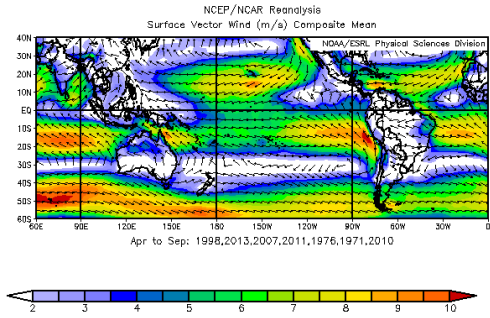 NCEP/NCAR Reanalysis
Surface Vector Wind (m/s) Composite Mean
NOAA/ESRL Physical Sciences Division
40N
30N
20N
10N
EQ
10S
20S
30S
40S
50S
60S
60E 90E 120E 150E 180 150W 120W 90W 60W 30W 0
Apr to Sep: 1998,2013,2007,2011,1976,1971,2010
2 3 4 5 6 7 8 9 10